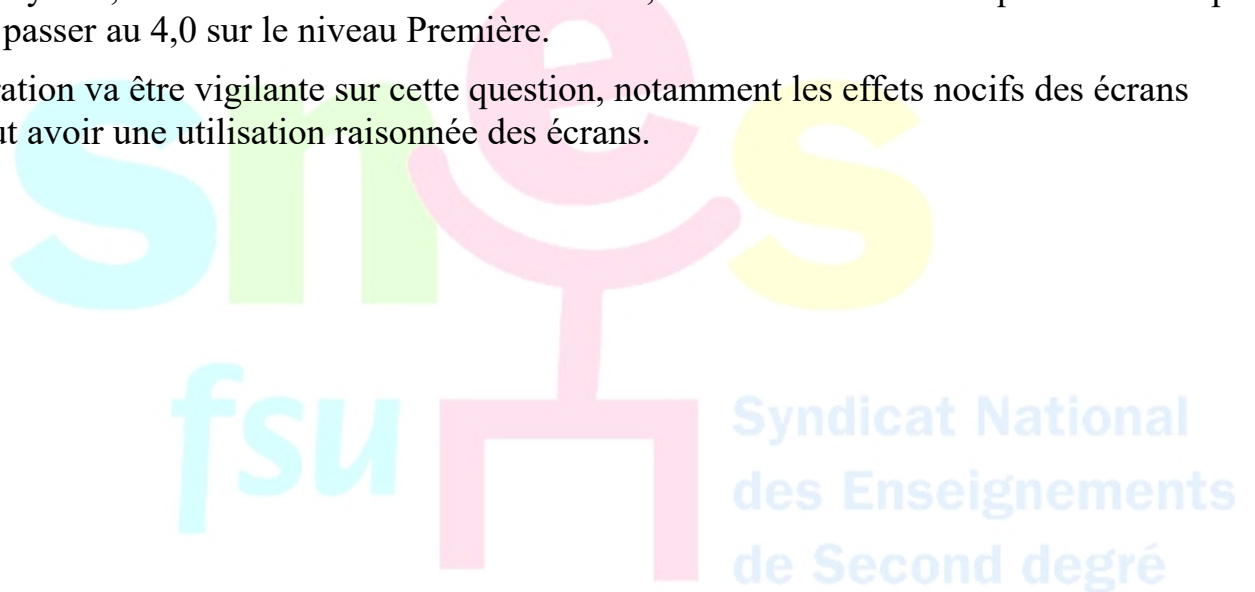 passer au 4,0 sur le niveau Première.
ation va être vigilante sur cette question, notamment les effets nocifs des écrans
ut avoir une utilisation raisonnée des écrans.
snes
fsu
Syndicat National
des Enseignements
de Second degré